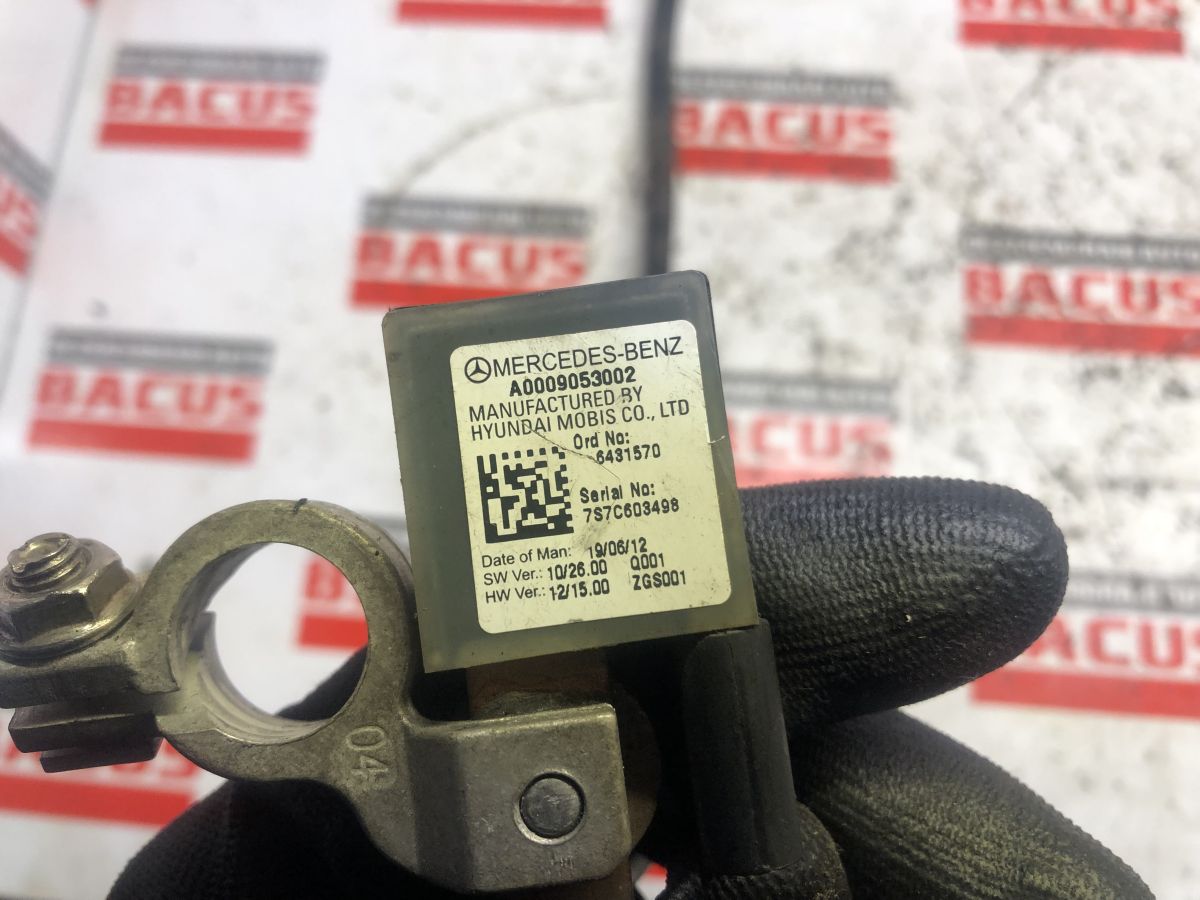 BACUS
BACUS
BACUS
BACUS
BACUS
BACUS
BACUS
BACUS
MERCEDES-BENZ
A0009053002
MANUFACTURED BY
HYUNDAI MOBIS CO., LTD
Ord No:
6431570
Serial No:
7S7C603498
Date of Man: 19/06/12
SW Ver.: 10/26.00 Q001
HW Ver.: 12/15.00 ZGS001
04
BACUS